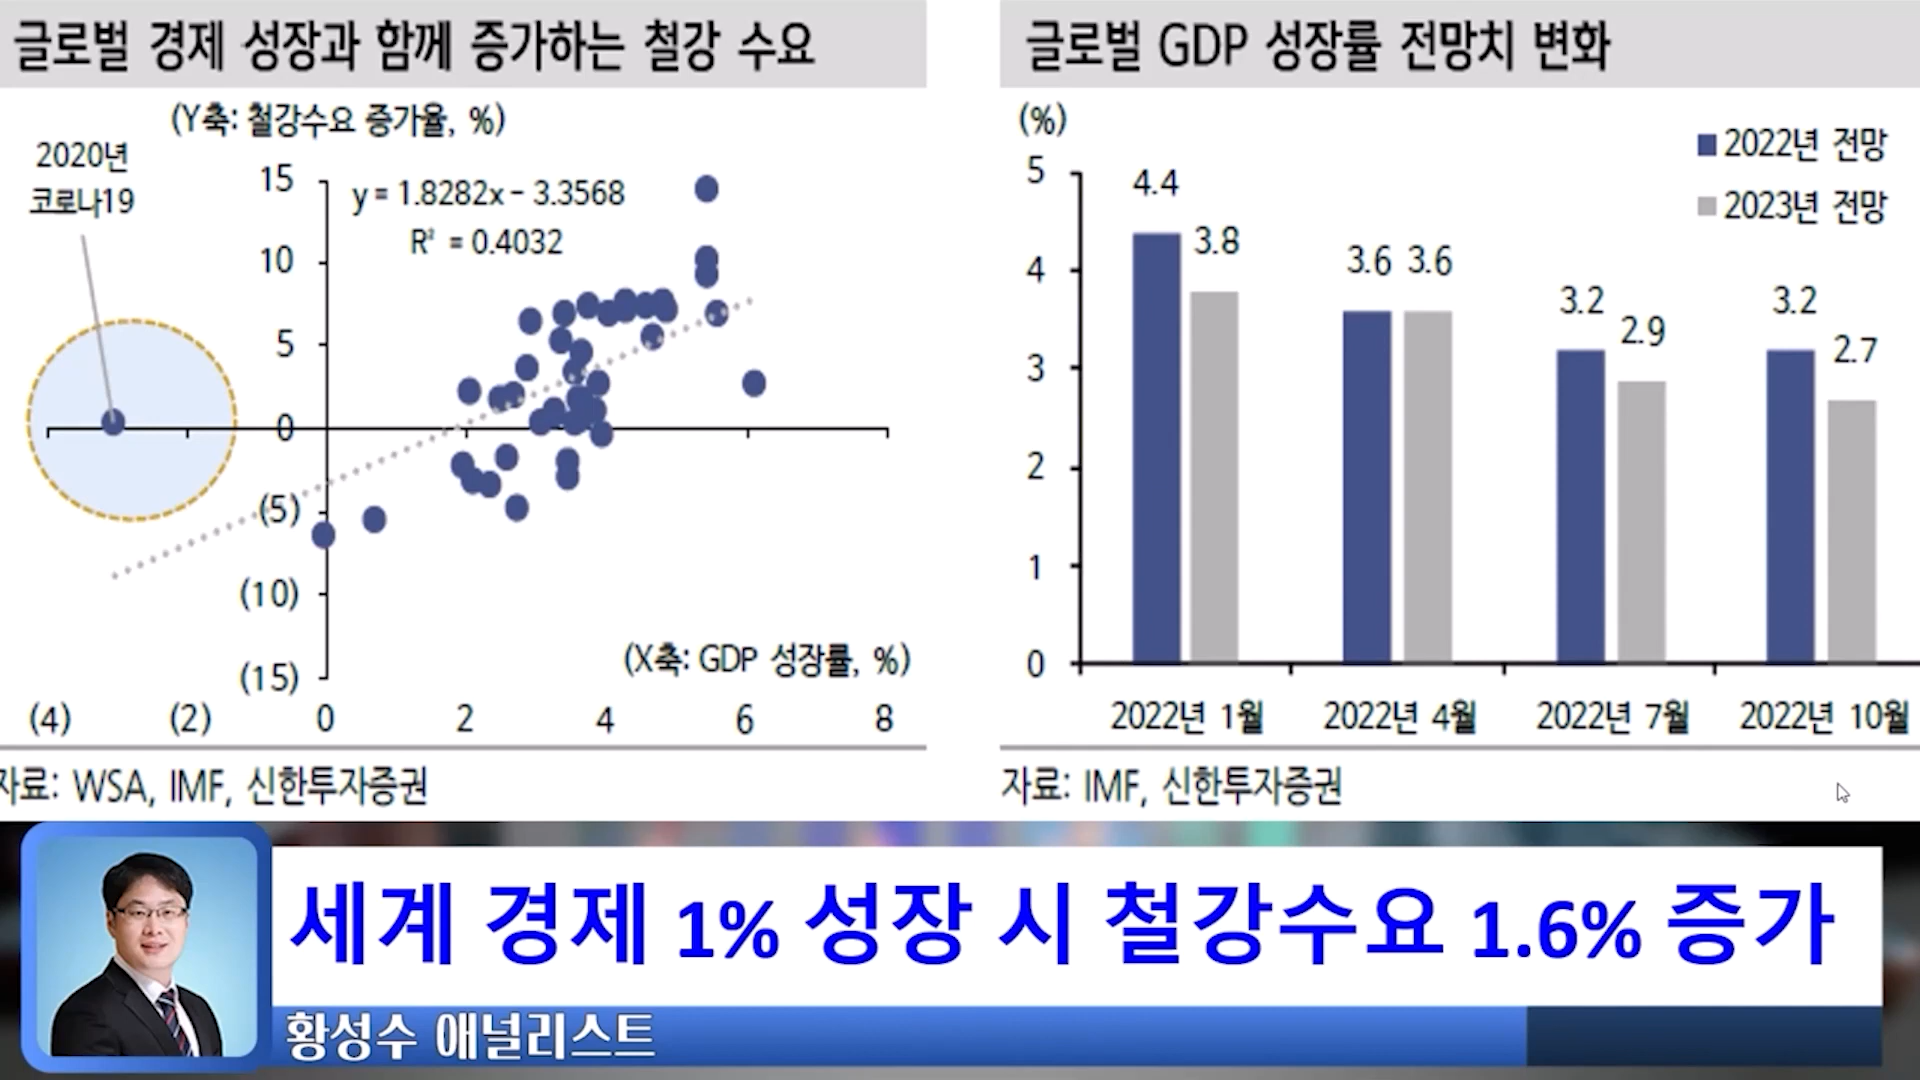 글로벌 경제 성장과 함께 증가하는 철강 수요
(Y축: 철강수요 증가율, %)
2020년
코로나19
y = 1.8282x - 3.3568
R² = 0.4032
15
10
5
0
(5)
(10)
(15)
(X축: GDP 성장률, %)
(4) (2) 0 2 4 6 8
자료: WSA, IMF, 신한투자증권
글로벌 GDP 성장률 전망치 변화
(%)
2022년 전망
2023년 전망
5
4
3
2
1
0
4.4 3.8 3.6 3.6 3.2 2.9 3.2 2.7
2022년 1월 2022년 4월 2022년 7월 2022년 10월
자료: IMF, 신한투자증권
세계 경제 1% 성장 시 철강수요 1.6% 증가
황성수 애널리스트